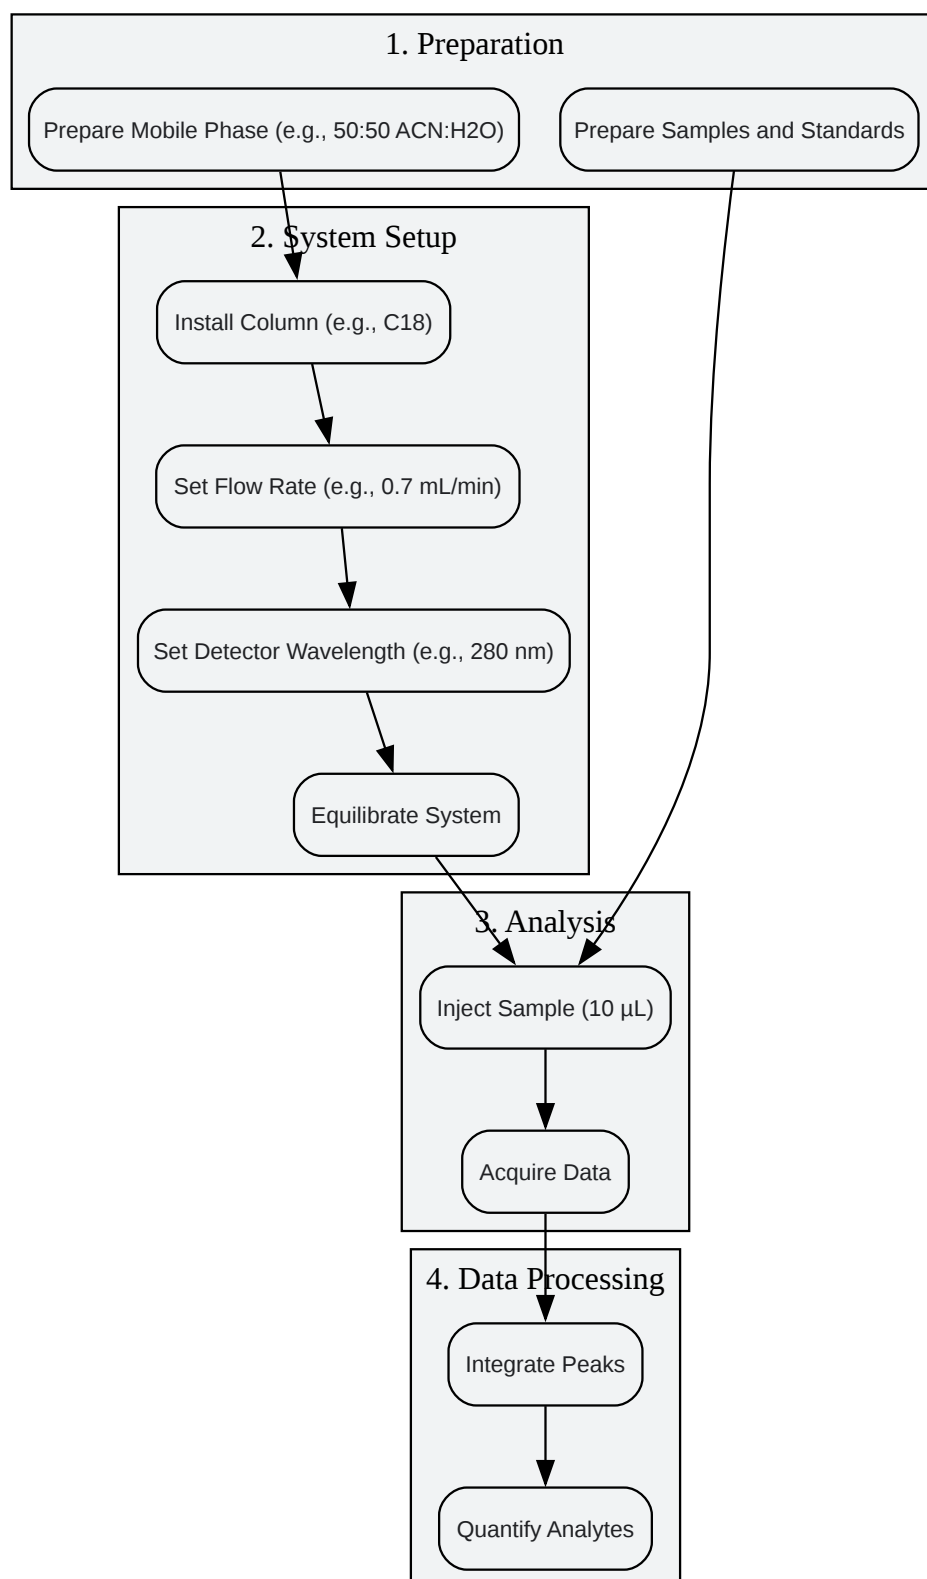 1. Preparation
Prepare Mobile Phase (e.g., 50:50 ACN:H2O)
Prepare Samples and Standards
2. System Setup
Install Column (e.g., C18)
Set Flow Rate (e.g., 0.7 mL/min)
Set Detector Wavelength (e.g., 280 nm)
Equilibrate System
3. Analysis
Inject Sample (10 µL)
Acquire Data
4. Data Processing
Integrate Peaks
Quantify Analytes